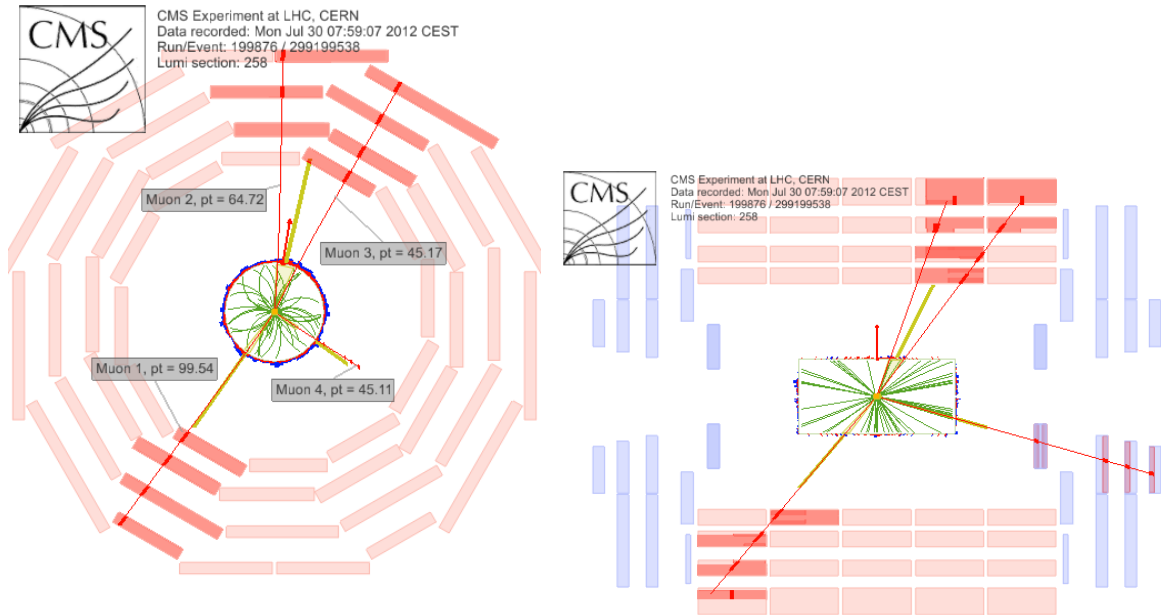 CMS
CMS Experiment at LHC, CERN
Data recorded: Mon Jul 30 07:59:07 2012 CEST
Run/Event: 199876 / 299199538
Lumi section: 258
Muon 2, pt = 64.72
Muon 3, pt = 45.17
Muon 1, pt = 99.54
Muon 4, pt = 45.11
CMS
CMS Experiment at LHC, CERN
Data recorded: Mon Jul 30 07:59:07 2012 CEST
Run/Event: 199876 / 299199538
Lumi section: 258